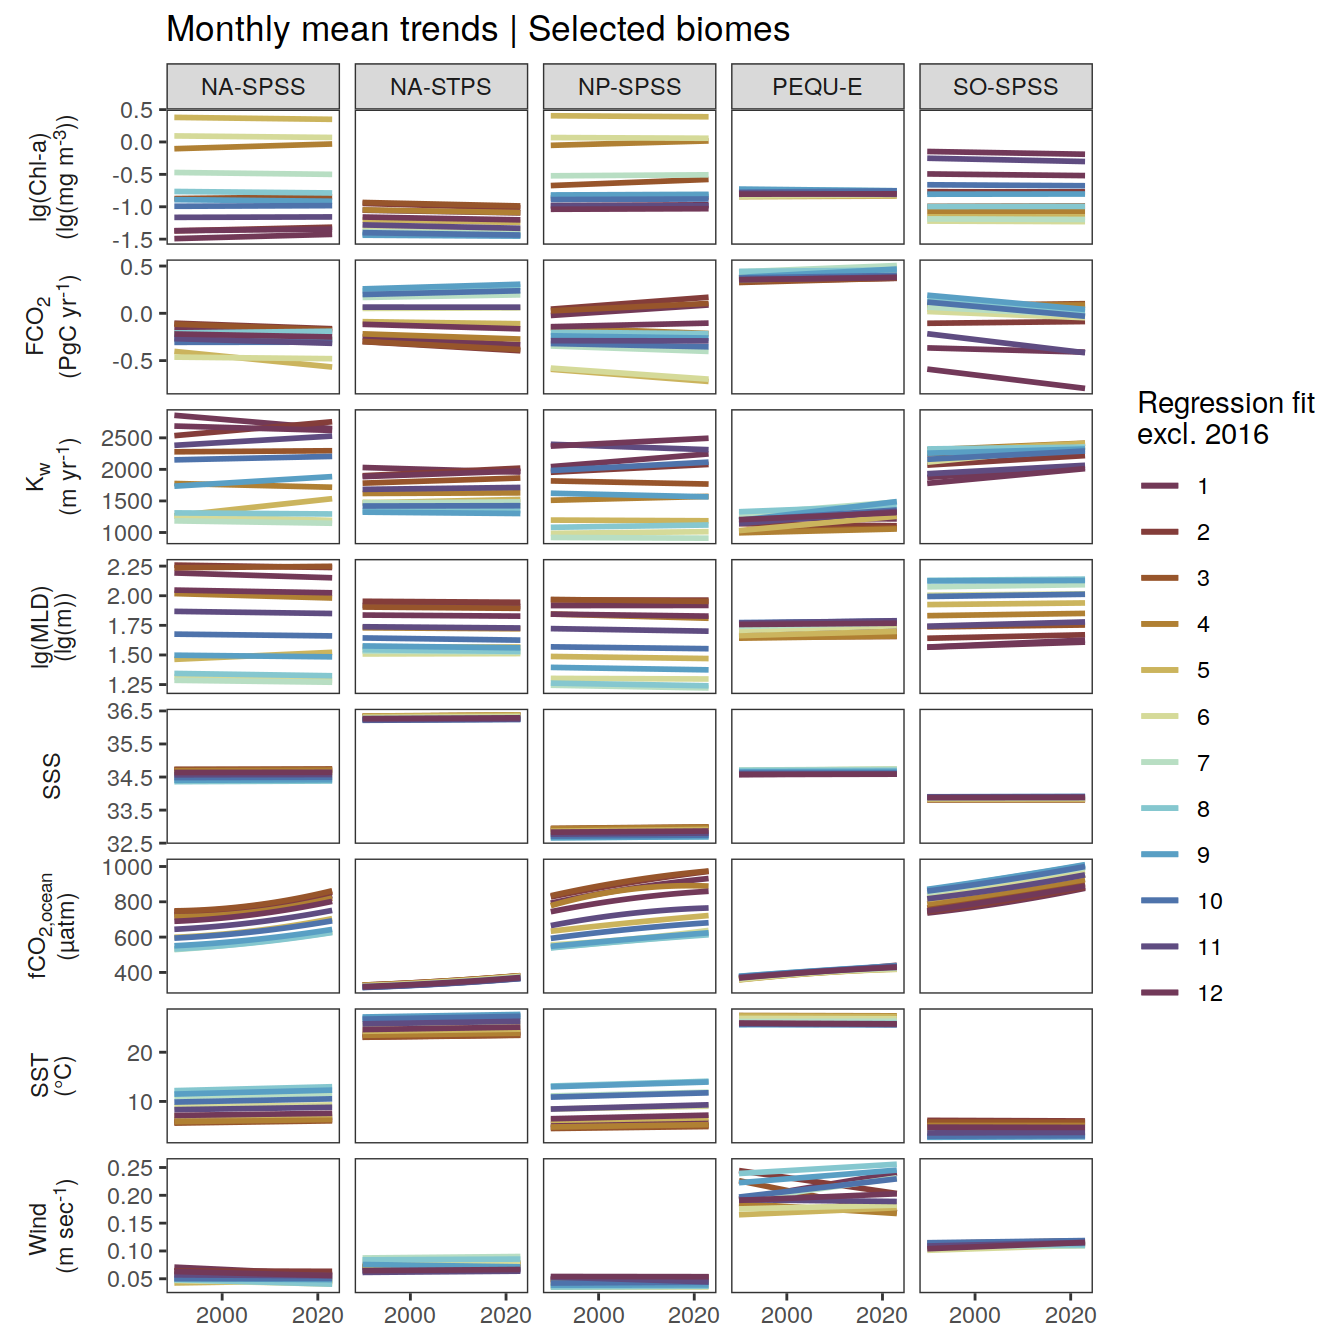 Monthly mean trends | Selected biomes
NA-SPSS NA-STPS NP-SPSS PEQU-E SO-SPSS
lg(Chl-a)
(lg(mg m⁻³))
0.5
0.0
-0.5
-1.0
-1.5
FCO₂
(PgC yr⁻¹)
0.5
0.0
-0.5
K_w
(m yr⁻¹)
2500
2000
1500
1000
lg(MLD)
(lg(m))
2.25
2.00
1.75
1.50
1.25
SSS
36.5
35.5
34.5
33.5
32.5
fCO₂,ocean
(µatm)
1000
800
600
400
SST
(°C)
20
10
Wind
(m sec⁻¹)
0.25
0.20
0.15
0.10
0.05
2000 2020 2000 2020 2000 2020 2000 2020 2000 2020
Regression fit
excl. 2016
1
2
3
4
5
6
7
8
9
10
11
12